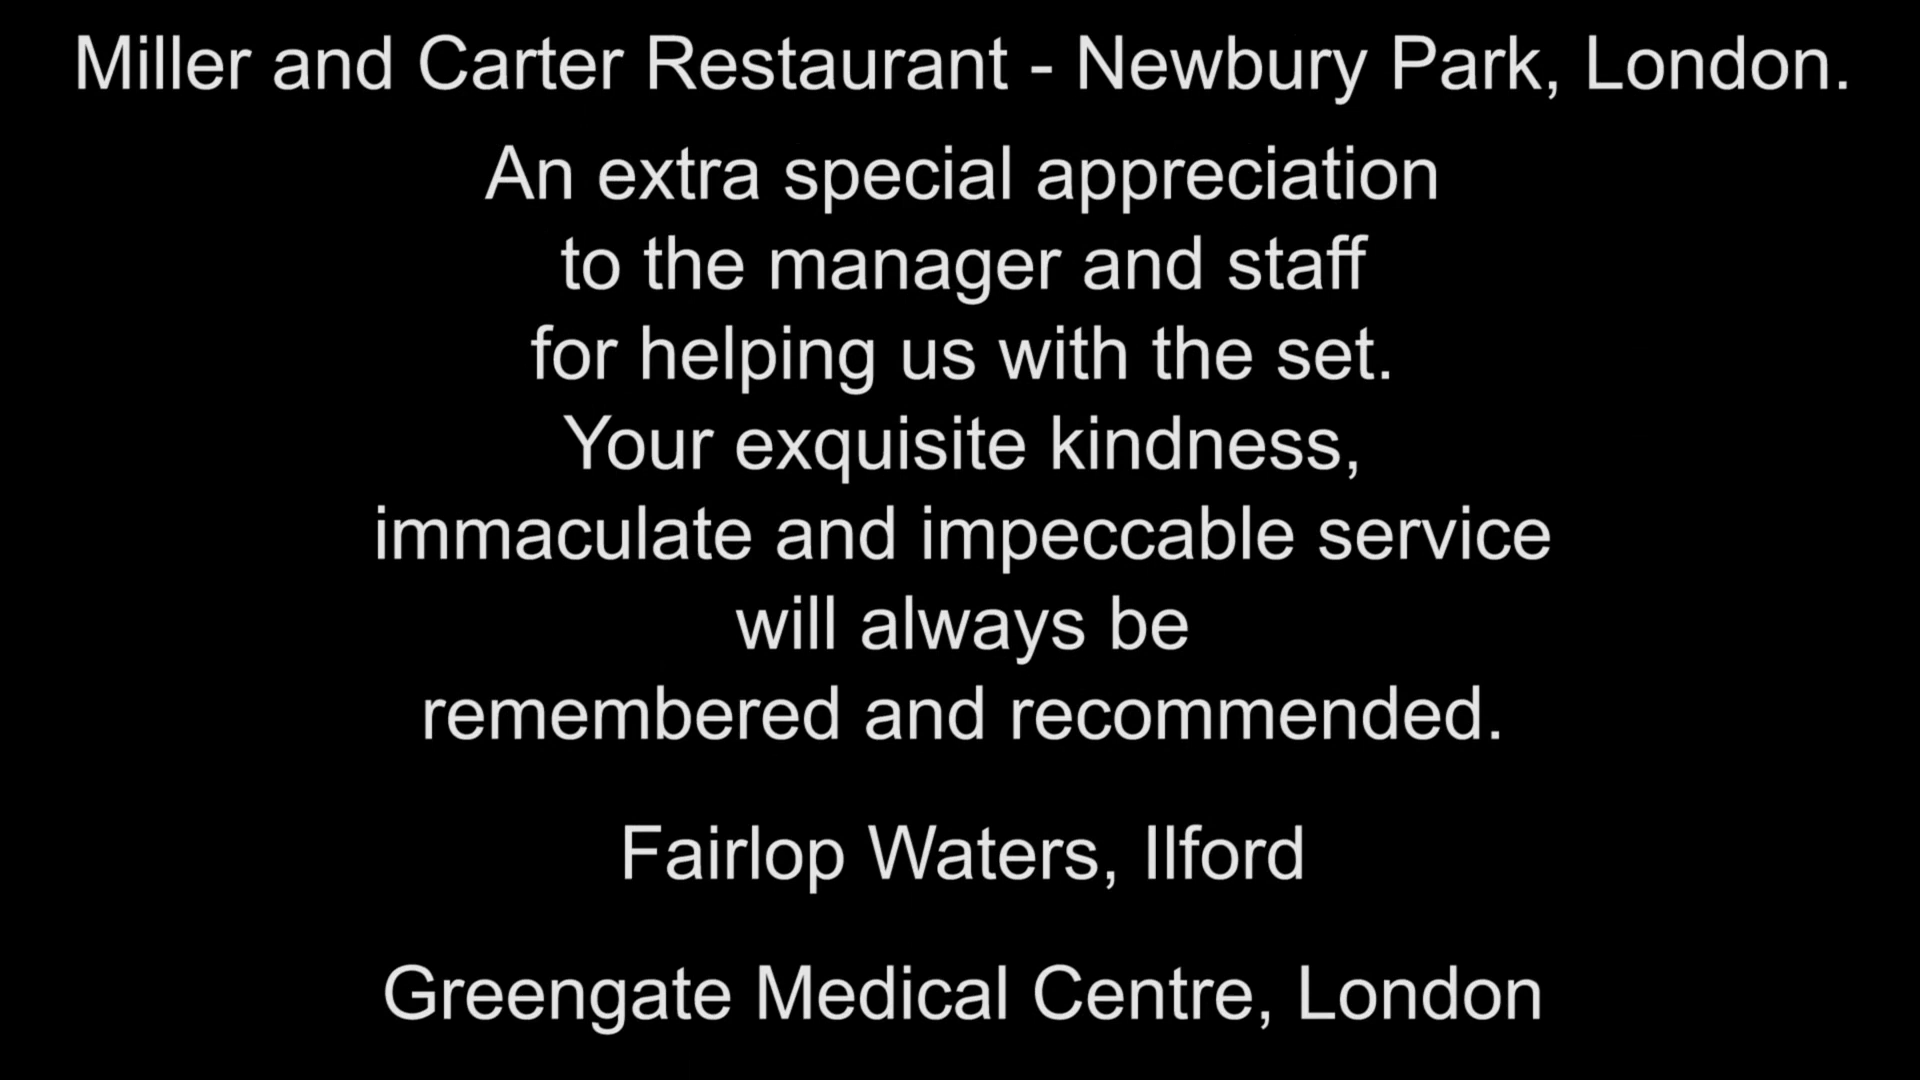 Miller and Carter Restaurant - Newbury Park, London.
An extra special appreciation
to the manager and staff
for helping us with the set.
Your exquisite kindness,
immaculate and impeccable service
will always be
remembered and recommended.
Fairlop Waters, Ilford
Greengate Medical Centre, London